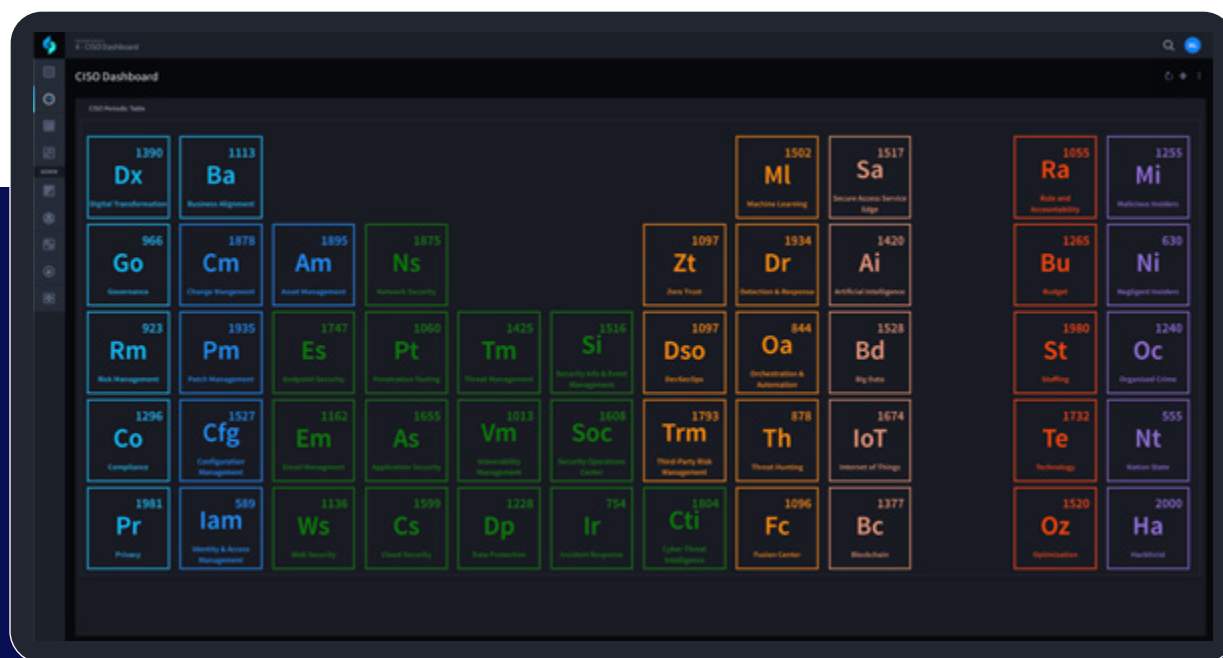 4 - CISO Dashboard
CISO Dashboard
CISO Periodic Table
1390
Dx
Digital Transformation
1113
Ba
Business Alignment
1502
Ml
Machine Learning
1517
Sa
Secure Access Service
Edge
1055
Ra
Role and
Accountability
1255
Mi
Malicious Insiders
966
Go
Governance
1878
Cm
Change Mangement
1895
Am
Asset Management
1875
Ns
Network Security
1097
Zt
Zero Trust
1934
Dr
Detection & Response
1420
Ai
Artificial Intelligence
1265
Bu
Budget
630
Ni
Negligent Insiders
923
Rm
Risk Management
1935
Pm
Patch Management
1747
Es
Endpoint Security
1060
Pt
Penetration Testing
1425
Tm
Threat Management
1516
Si
Security Info & Event
Management
1097
Dso
DevSecOps
844
Oa
Orchestration &
Automation
1528
Bd
Big Data
1980
St
Staffing
1240
Oc
Organized Crime
1296
Co
Compliance
1527
Cfg
Configuration
Management
1162
Em
Email Managment
1655
As
Application Security
1013
Vm
Vulnerability
Management
1608
Soc
Security Operations
Center
1793
Trm
Third-Party Risk
Management
878
Th
Threat Hunting
1674
IoT
Internet of Things
1732
Te
Technology
555
Nt
Nation State
1981
Pr
Privacy
589
Iam
Identity & Access
Management
1136
Ws
Web Security
1599
Cs
Cloud Security
1228
Dp
Data Protection
754
Ir
Incident Response
1804
Cti
Cyber Threat
Intelligence
1096
Fc
Fusion Center
1377
Bc
Blockchain
1520
Oz
Optimization
2000
Ha
Hacktivist